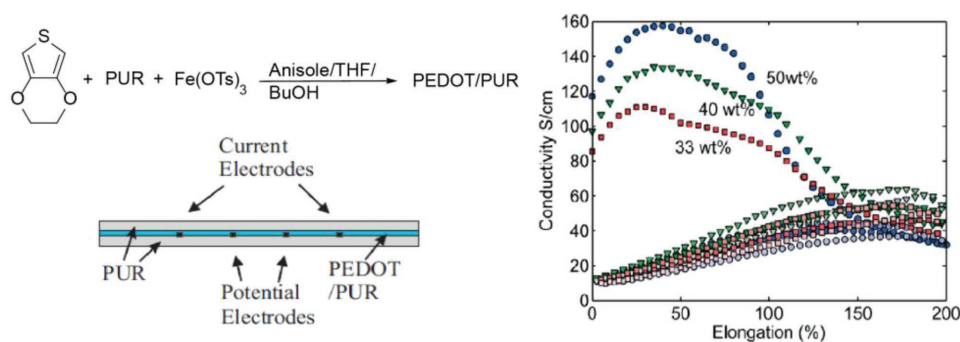 S
O
O
+ PUR + Fe(OTs)3
Anisole/THF/
BuOH
PEDOT/PUR
Current
Electrodes
PUR
Potential
Electrodes
PEDOT
/PUR
Conductivity S/cm
160
140
120
100
80
60
40
20
0
50wt%
40 wt%
33 wt%
0 50 100 150 200
Elongation (%)